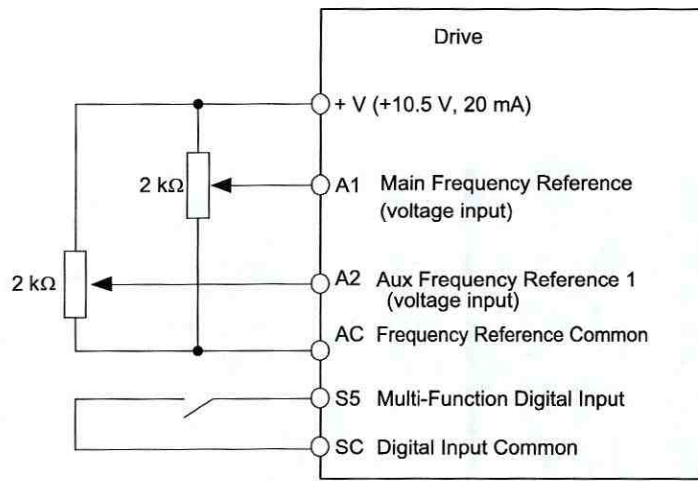 Drive
+ V (+10.5 V, 20 mA)
2 kΩ
A1 Main Frequency Reference
(voltage input)
2 kΩ
A2 Aux Frequency Reference 1
(voltage input)
AC Frequency Reference Common
S5 Multi-Function Digital Input
SC Digital Input Common